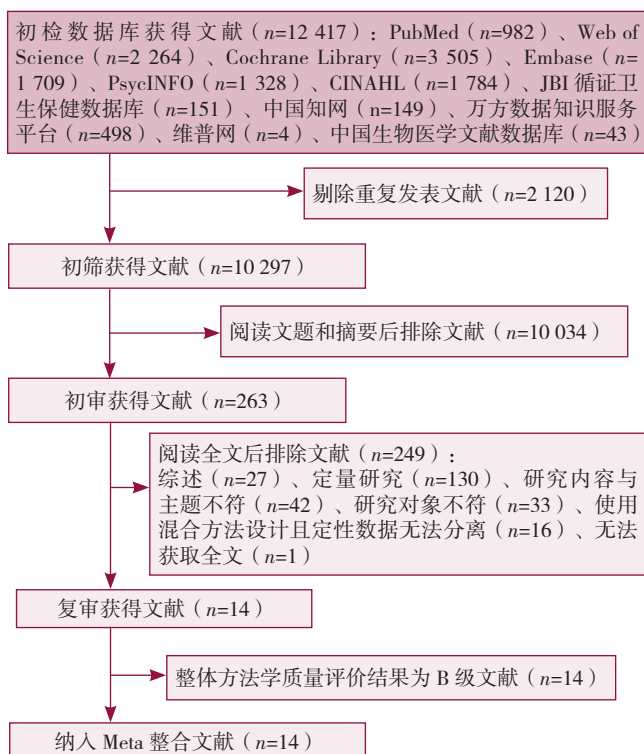 初检数据库获得文献（n=12 417）：PubMed（n=982）、Web of
Science（n=2 264）、Cochrane Library（n=3 505）、Embase（n=
1 709）、PsycINFO（n=1 328）、CINAHL（n=1 784）、JBI 循证卫
生保健数据库（n=151）、中国知网（n=149）、万方数据知识服务
平台（n=498）、维普网（n=4）、中国生物医学文献数据库（n=43）
剔除重复发表文献（n=2 120）
初筛获得文献（n=10 297）
阅读文题和摘要后排除文献（n=10 034）
初审获得文献（n=263）
阅读全文后排除文献（n=249）：
综述（n=27）、定量研究（n=130）、研究内容与
主题不符（n=42）、研究对象不符（n=33）、使用
混合方法设计且定性数据无法分离（n=16）、无法
获取全文（n=1）
复审获得文献（n=14）
整体方法学质量评价结果为 B 级文献（n=14）
纳入 Meta 整合文献（n=14）